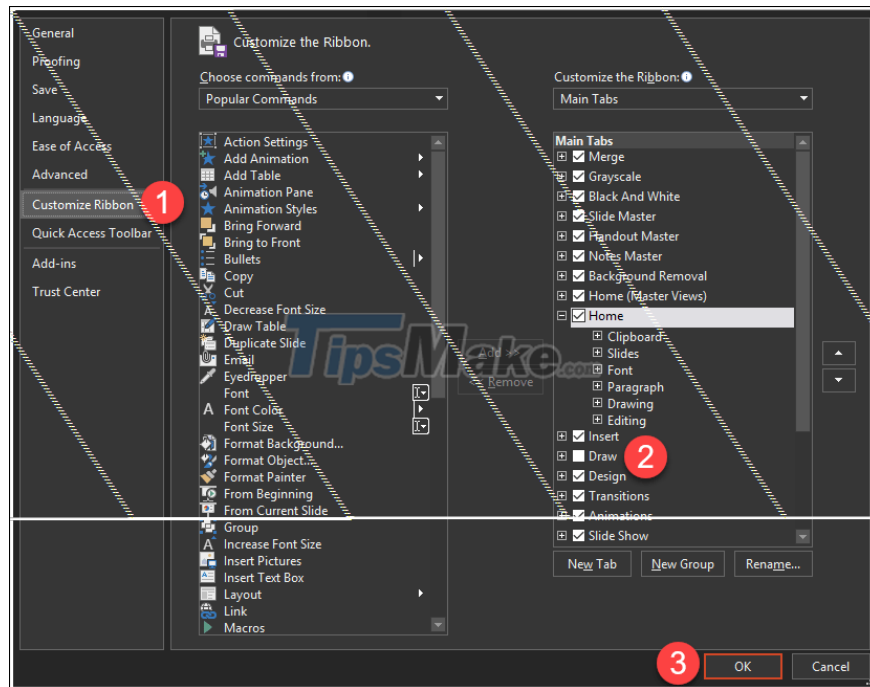 General
Proofing
Save
Language
Ease of Access
Advanced
Customize Ribbon
1
Quick Access Toolbar
Add-ins
Trust Center
Customize the Ribbon.
Choose commands from:
Popular Commands
Action Settings
Add Animation
Add Table
Animation Pane
Animation Styles
Bring Forward
Bring to Front
Bullets
Copy
Cut
Decrease Font Size
Draw Table
Duplicate Slide
Email
Eyedropper
Font
Font Color
Font Size
Format Background...
Format Object...
Format Painter
From Beginning
From Current Slide
Group
Increase Font Size
Insert Pictures
Insert Text Box
Layout
Link
Macros
TipsMake.com
Add >>
<< Remove
Customize the Ribbon:
Main Tabs
Main Tabs
Merge
Grayscale
Black And White
Slide Master
Handout Master
Notes Master
Background Removal
Home (Master Views)
Home
Clipboard
Slides
Font
Paragraph
Drawing
Editing
Insert
Draw
2
Design
Transitions
Animations
Slide Show
New Tab
New Group
Rename...
3
OK
Cancel